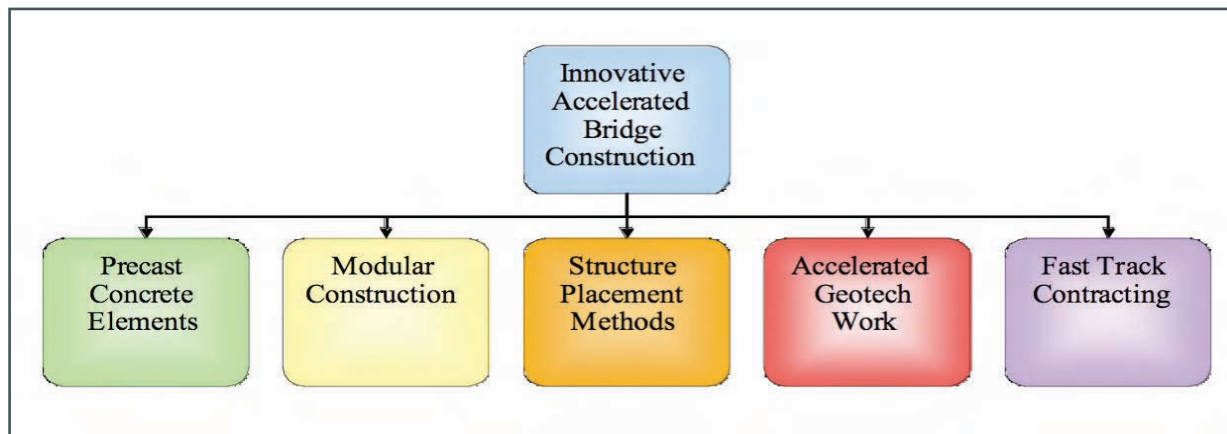 Innovative
Accelerated
Bridge
Construction
Precast
Concrete
Elements
Modular
Construction
Structure
Placement
Methods
Accelerated
Geotech
Work
Fast Track
Contracting